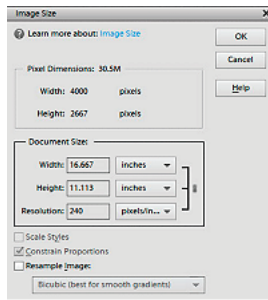 Image Size
Learn more about: Image Size
OK
Cancel
Help
Pixel Dimensions: 30.5M
Width: 4000 pixels
Height: 2667 pixels
Document Size:
Width: 16.667 inches
Height: 11.113 inches
Resolution: 240 pixels/in...
Scale Styles
Constrain Proportions
Resample Image:
Bicubic (best for smooth gradients)